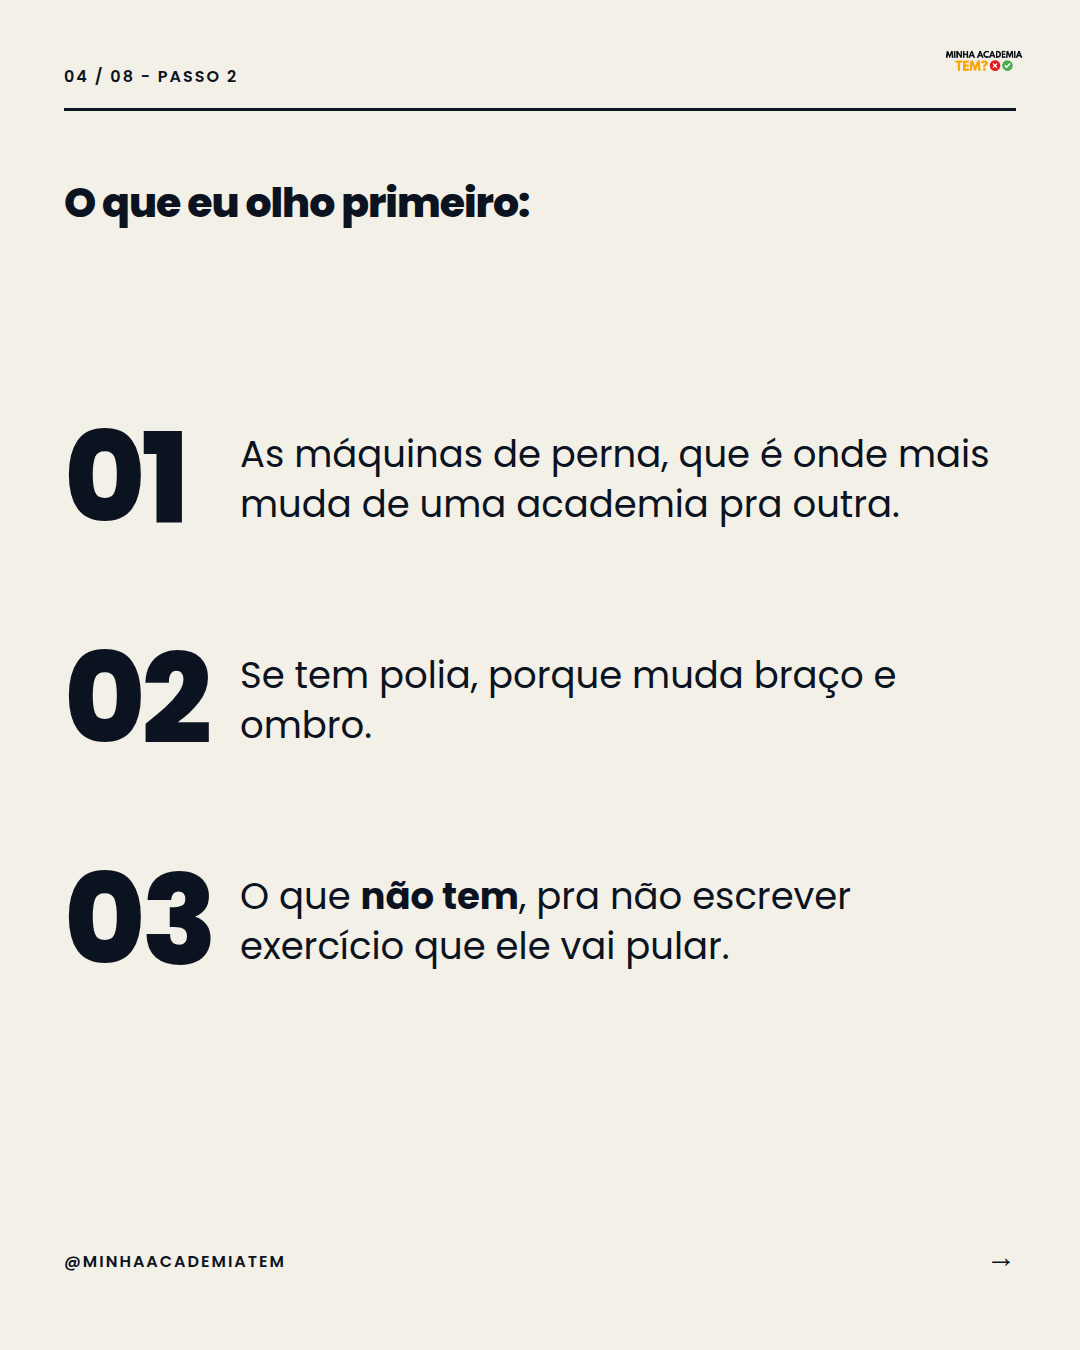 04 / 08 - PASSO 2
MINHA ACADEMIA
TEM?
O que eu olho primeiro:
01
As máquinas de perna, que é onde mais
muda de uma academia pra outra.
02
Se tem polia, porque muda braço e
ombro.
03
O que não tem, pra não escrever
exercício que ele vai pular.
@MINHAACADEMIATEM
→